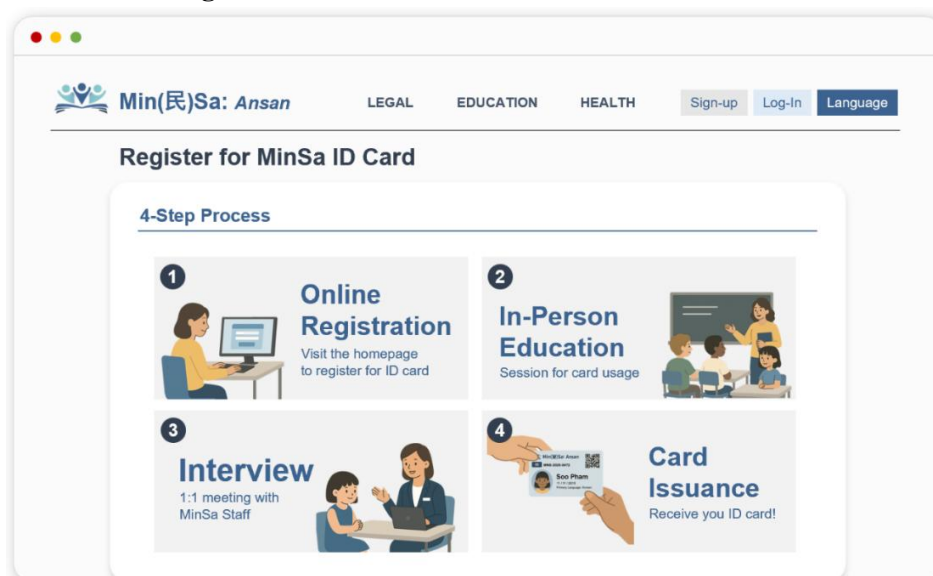 Min(民)Sa: Ansan
LEGAL
EDUCATION
HEALTH
Sign-up
Log-In
Language
Register for MinSa ID Card
4-Step Process
1
Online
Registration
Visit the homepage
to register for ID card
2
In-Person
Education
Session for card usage
3
Interview
1:1 meeting with
MinSa Staff
4
Min(民)Sa: Ansan
Soo Pham
Card
Issuance
Receive you ID card!